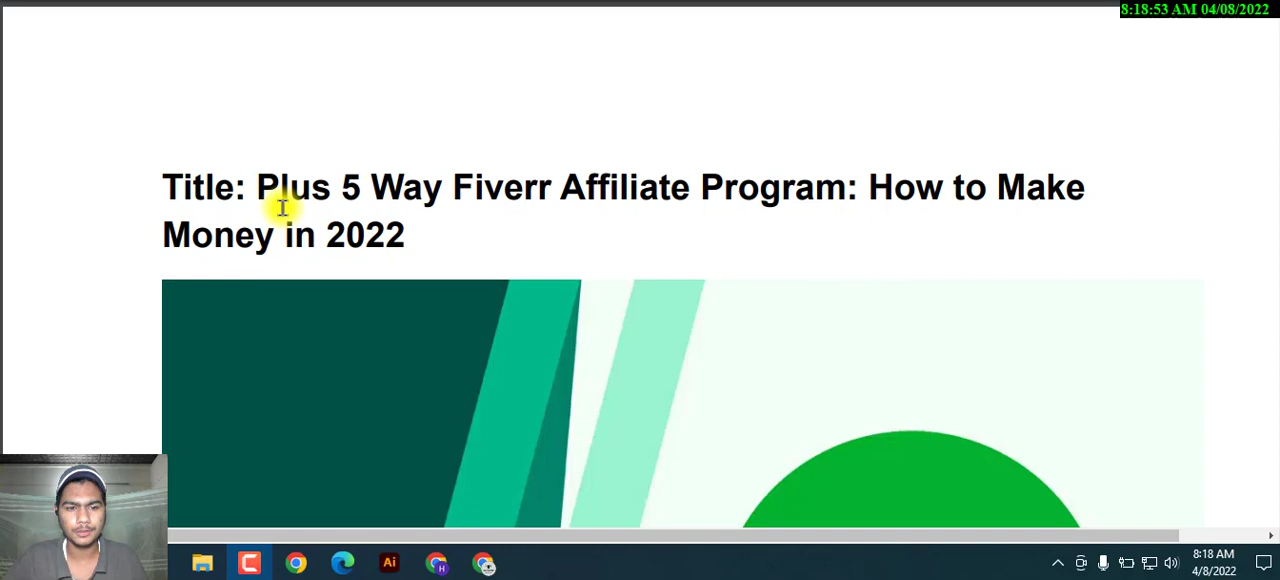 8:18:53 AM 04/08/2022
Title: Plus 5 Way Fiverr Affiliate Program: How to Make
Money in 2022
Ai
H
8:18 AM
4/8/2022